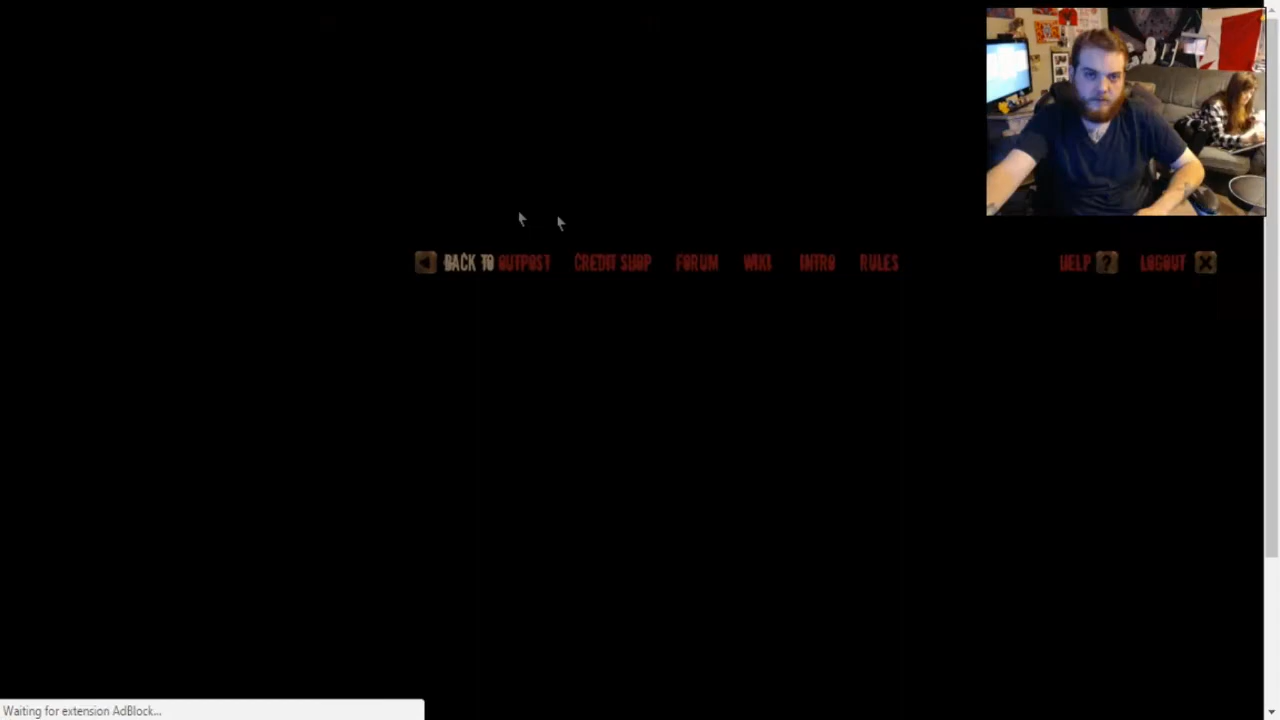 BACK TO OUTPOST CREDIT SHOP FORUM WIKI INTRO RULES HELP ? LOGOUT X
Waiting for extension AdBlock...